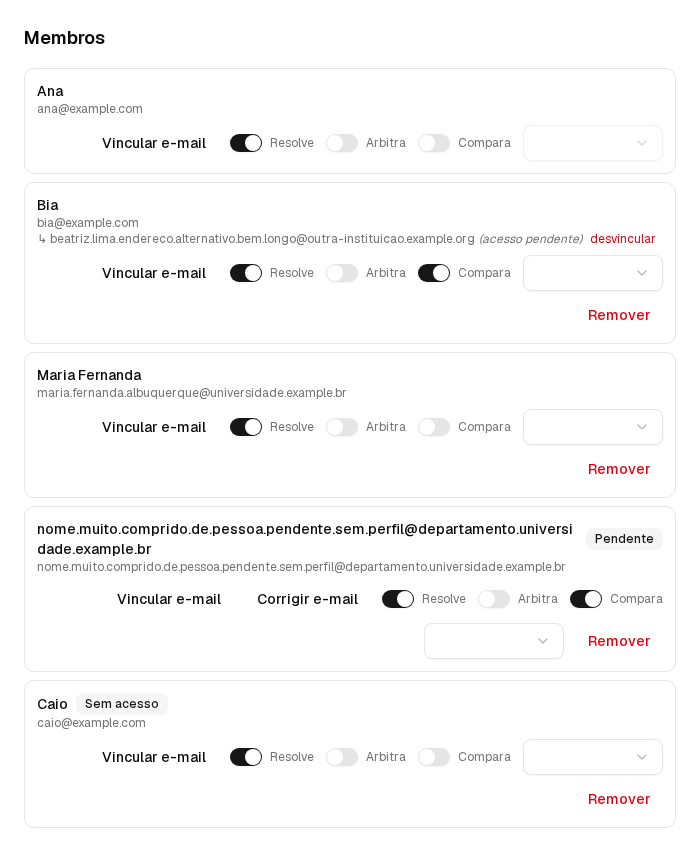 Membros
Ana
ana@example.com
Vincular e-mail Resolve Arbitra Compara
Bia
bia@example.com
↳ beatriz.lima.endereco.alternativo.bem.longo@outra-instituicao.example.org (acesso pendente) desvincular
Vincular e-mail Resolve Arbitra Compara
Remover
Maria Fernanda
maria.fernanda.albuquerque@universidade.example.br
Vincular e-mail Resolve Arbitra Compara
Remover
nome.muito.comprido.de.pessoa.pendente.sem.perfil@departamento.universi
dade.example.br
Pendente
nome.muito.comprido.de.pessoa.pendente.sem.perfil@departamento.universidade.example.br
Vincular e-mail Corrigir e-mail Resolve Arbitra Compara
Remover
Caio Sem acesso
caio@example.com
Vincular e-mail Resolve Arbitra Compara
Remover